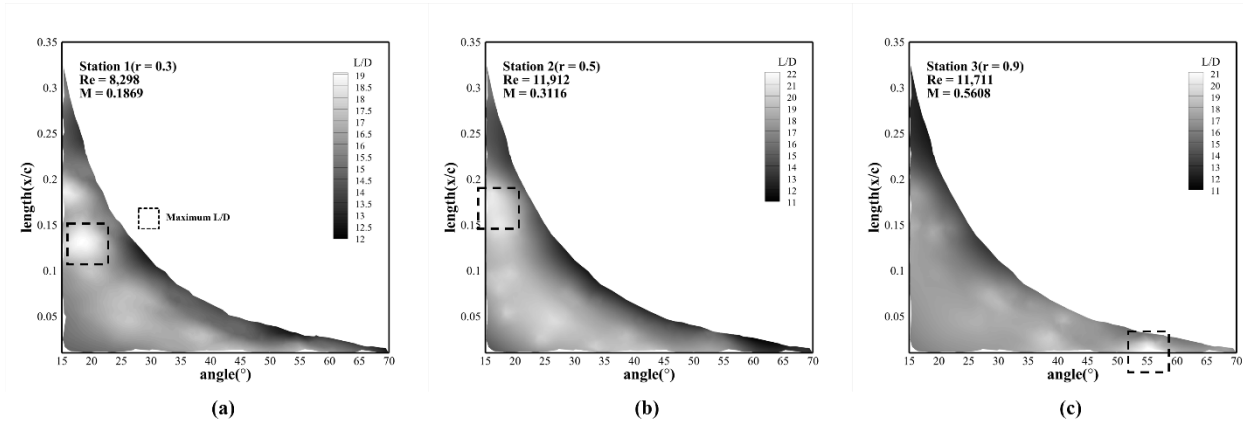 0.35
0.3
0.25
0.2
0.15
0.1
0.05
length(x/c)
Station 1(r = 0.3)
Re = 8,298
M = 0.1869
L/D
19
18.5
18
17.5
17
16.5
16
15.5
15
14.5
14
13.5
13
12.5
12
Maximum L/D
15 20 25 30 35 40 45 50 55 60 65 70
angle(°)
(a)
0.35
0.3
0.25
0.2
0.15
0.1
0.05
length(x/c)
Station 2(r = 0.5)
Re = 11,912
M = 0.3116
L/D
22
21
20
19
18
17
16
15
14
13
12
11
15 20 25 30 35 40 45 50 55 60 65 70
angle(°)
(b)
0.35
0.3
0.25
0.2
0.15
0.1
0.05
length(x/c)
Station 3(r = 0.9)
Re = 11,711
M = 0.5608
L/D
21
20
19
18
17
16
15
14
13
12
11
15 20 25 30 35 40 45 50 55 60 65 70
angle(°)
(c)